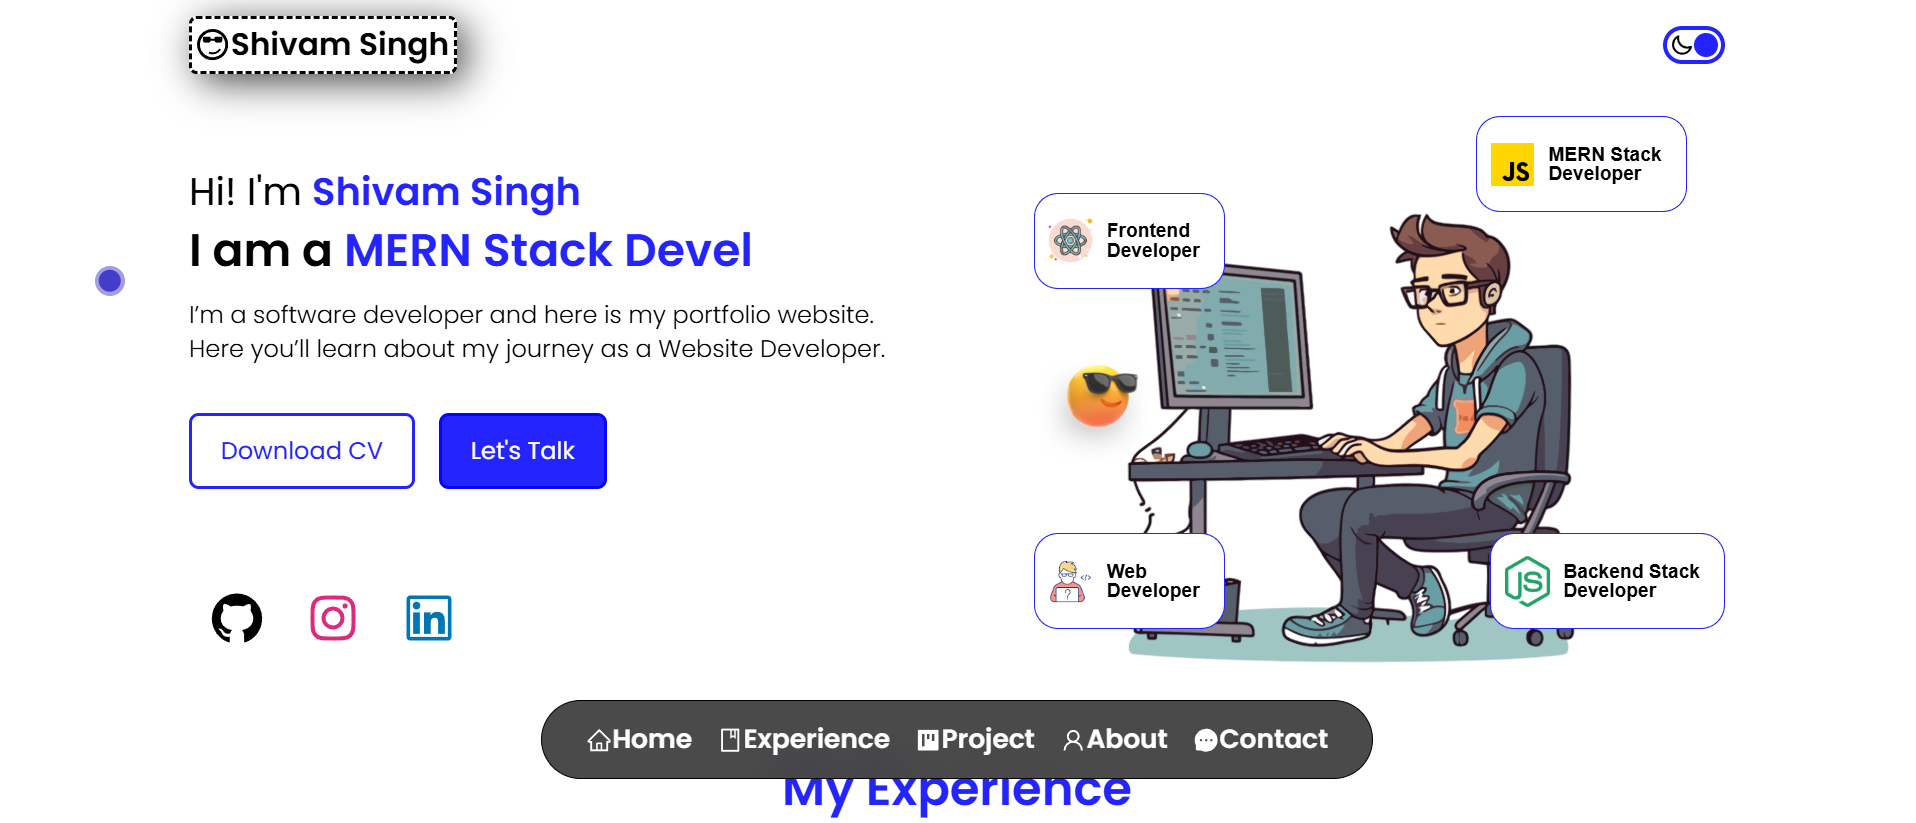 Shivam Singh
Hi! I'm Shivam Singh
I am a MERN Stack Devel
I’m a software developer and here is my portfolio website.
Here you’ll learn about my journey as a Website Developer.
Download CV
Let's Talk
JS
MERN Stack
Developer
Frontend
Developer
Web
Developer
JS
Backend Stack
Developer
in
Home
Experience
Project
About
Contact
My Experience